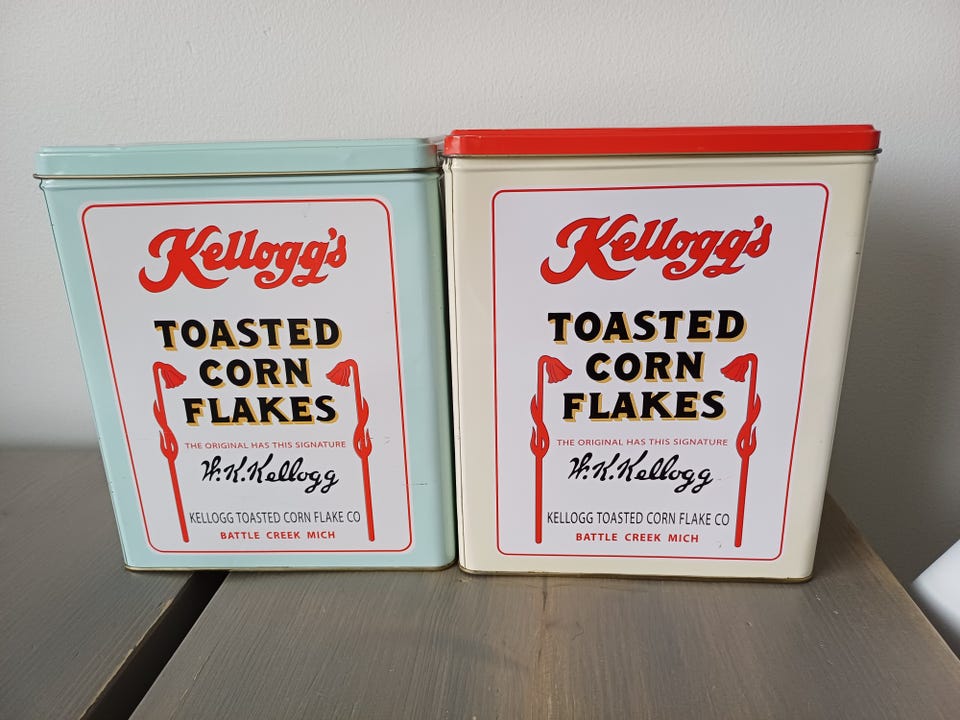 Kellogg's
TOASTED
CORN
FLAKES
THE ORIGINAL HAS THIS SIGNATURE
W.K.Kellogg
KELLOGG TOASTED CORN FLAKE CO
BATTLE CREEK MICH
Kellogg's
TOASTED
CORN
FLAKES
THE ORIGINAL HAS THIS SIGNATURE
W.K.Kellogg
KELLOGG TOASTED CORN FLAKE CO
BATTLE CREEK MICH